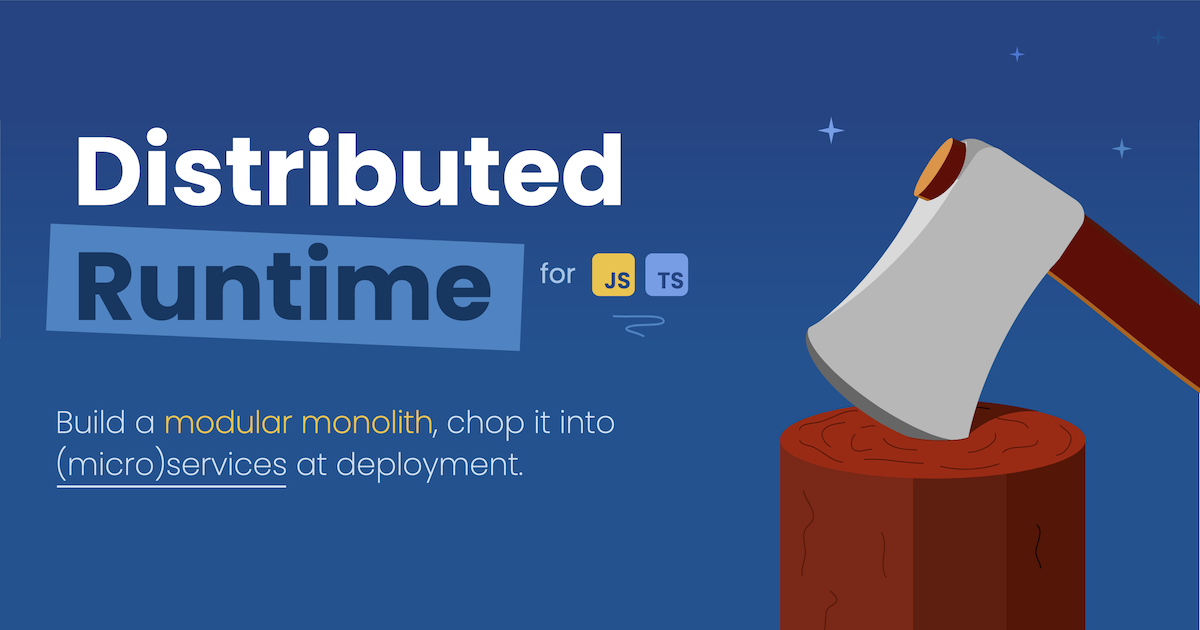 Distributed
Runtime for JS TS
Build a modular monolith, chop it into
(micro)services at deployment.